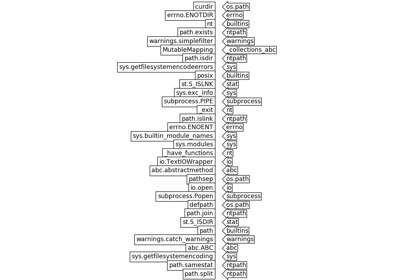 curdir os.path
errno.ENOTDIR errno
nt builtins
path.exists ntpath
warnings.simplefilter warnings
MutableMapping _collections_abc
path.isdir ntpath
sys.getfilesystemencodeerrors sys
posix builtins
st.S_ISLNK stat
sys.exc_info sys
subprocess.PIPE subprocess
_exit nt
path.islink ntpath
errno.ENOENT errno
sys.builtin_module_names sys
sys.modules sys
_have_functions nt
io.TextIOWrapper io
abc.abstractmethod abc
pathsep os.path
io.open io
subprocess.Popen subprocess
defpath os.path
path.join ntpath
st.S_ISDIR stat
path builtins
warnings.catch_warnings warnings
abc.ABC abc
sys.getfilesystemencoding sys
path.samestat ntpath
path.split ntpath